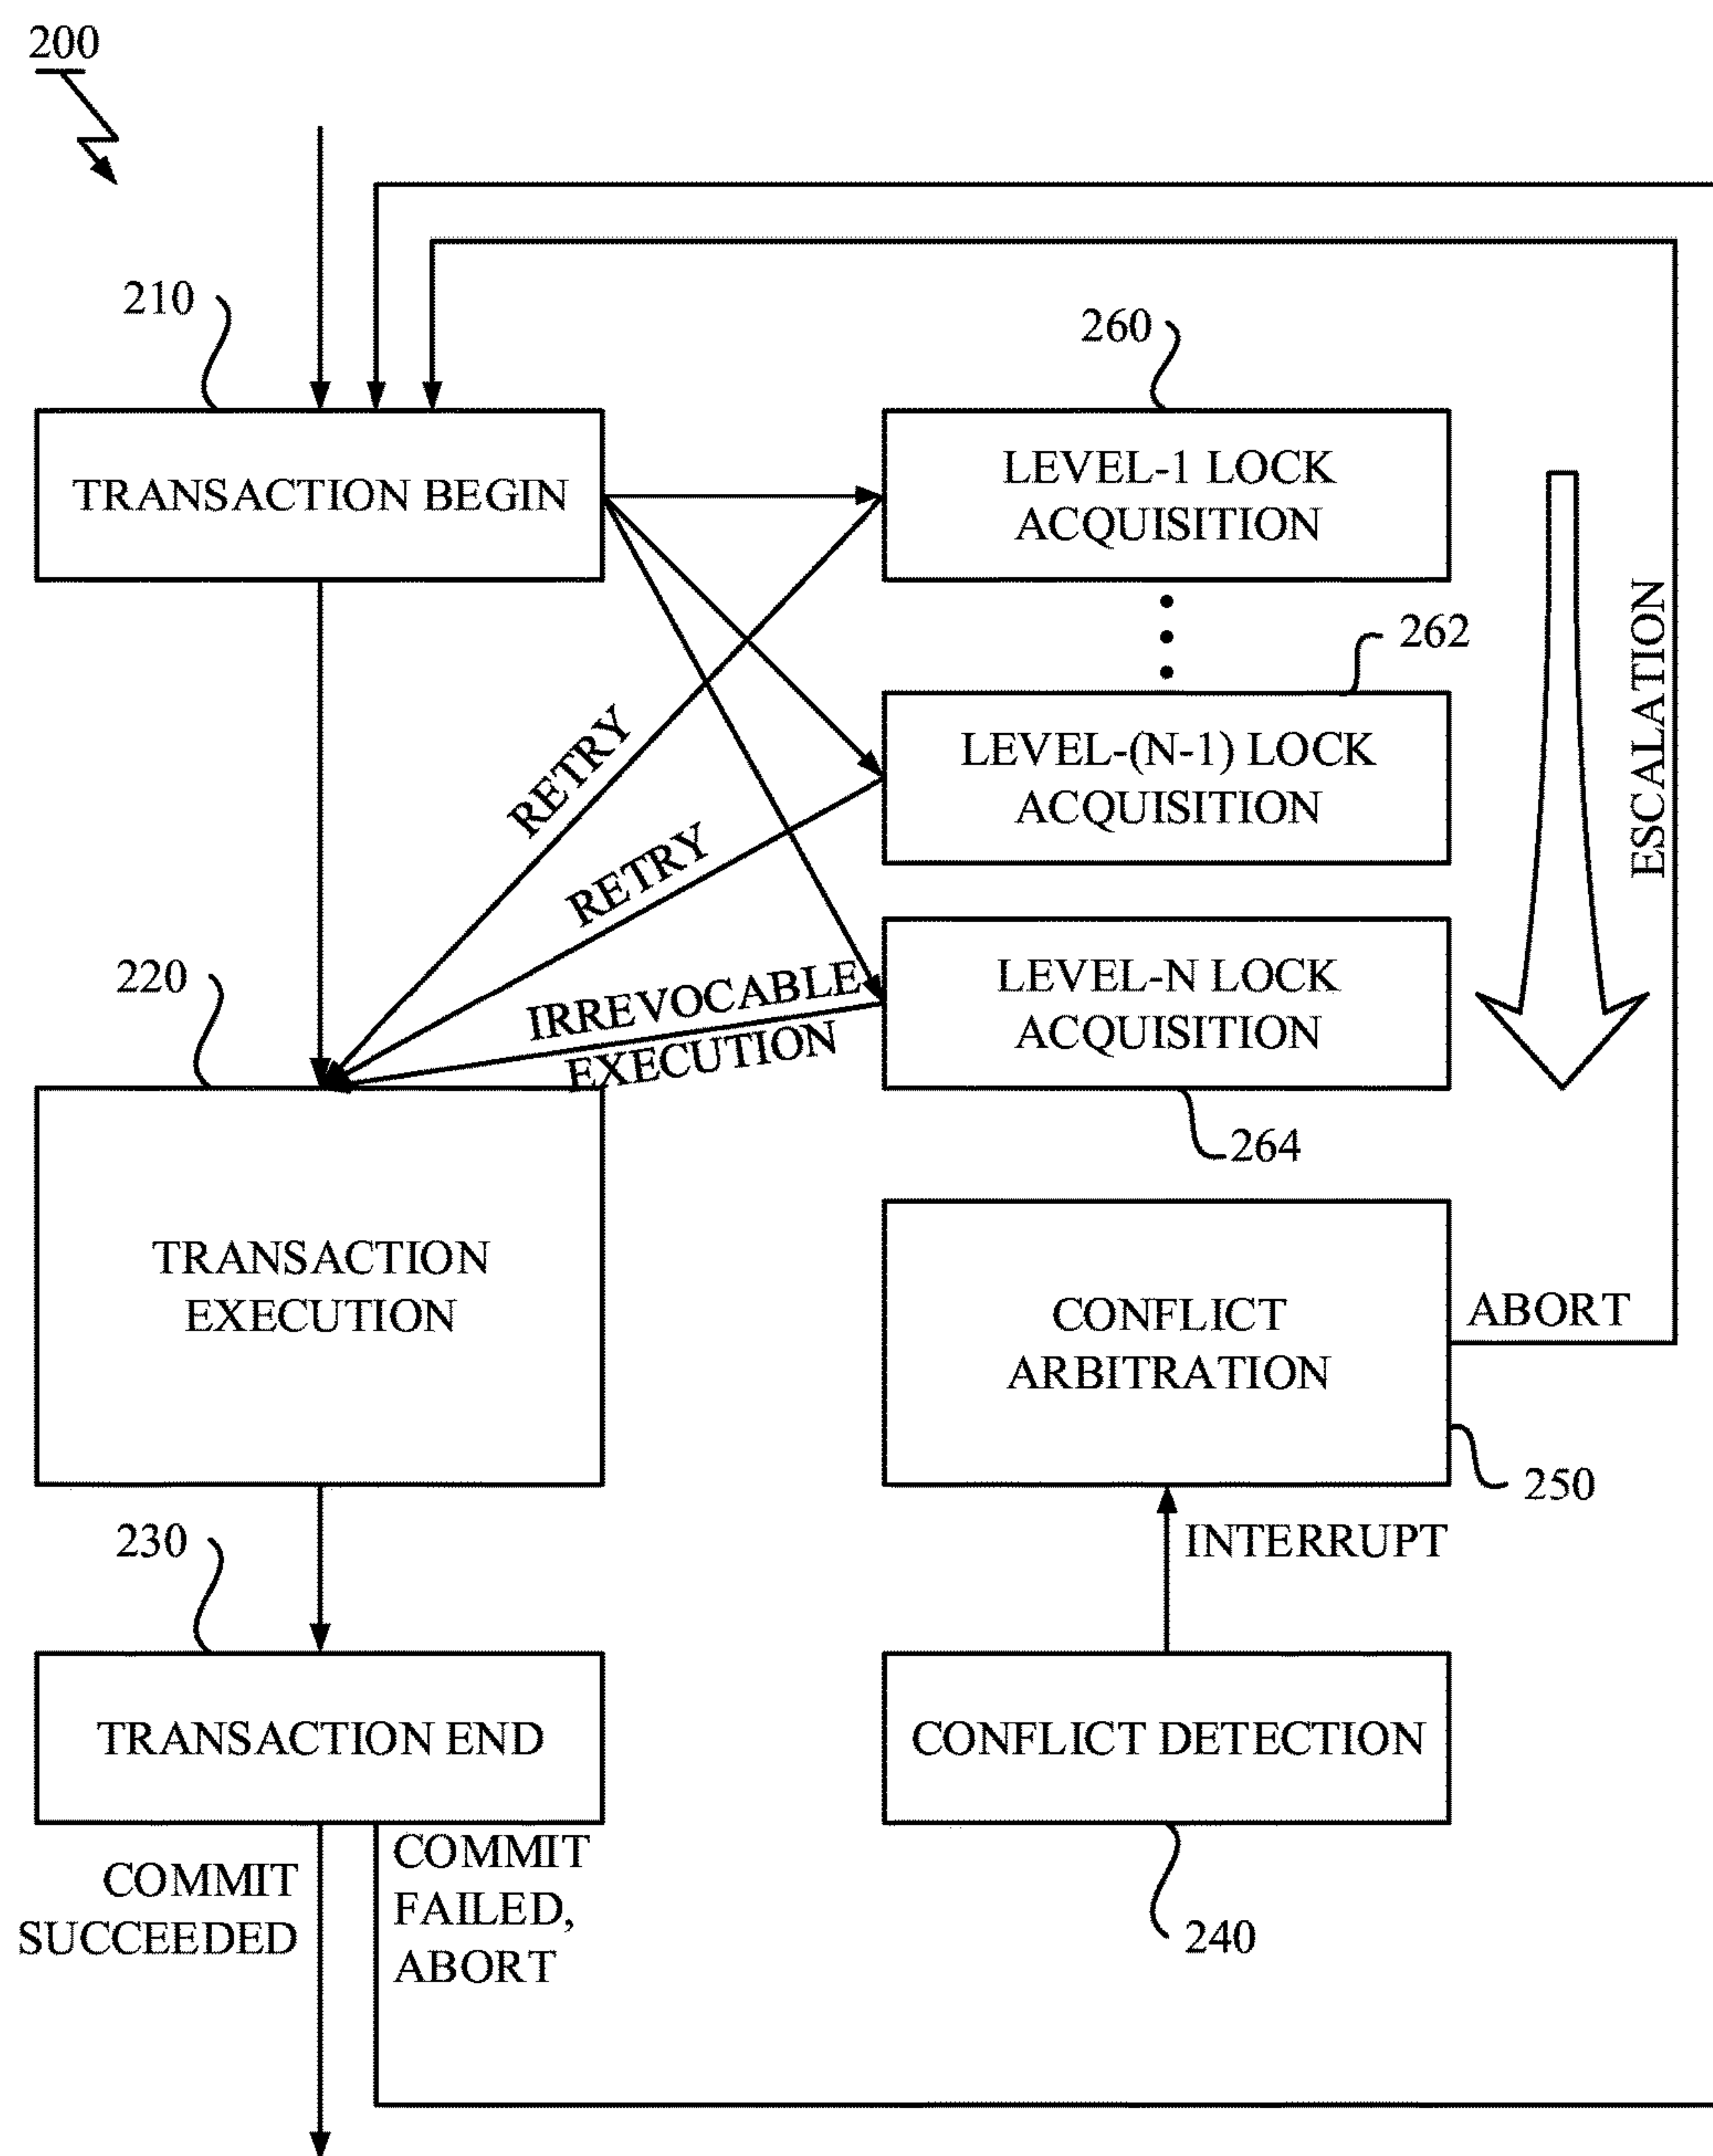 200
210
260
TRANSACTION BEGIN
LEVEL-1 LOCK
ACQUISITION
262
ESCALATION
RETRY
LEVEL-(N-1) LOCK
ACQUISITION
RETRY
220
IRREVOCABLE
EXECUTION
LEVEL-N LOCK
ACQUISITION
264
TRANSACTION
EXECUTION
CONFLICT
ARBITRATION
ABORT
250
230
INTERRUPT
TRANSACTION END
CONFLICT DETECTION
COMMIT
SUCCEEDED
COMMIT
FAILED,
ABORT
240